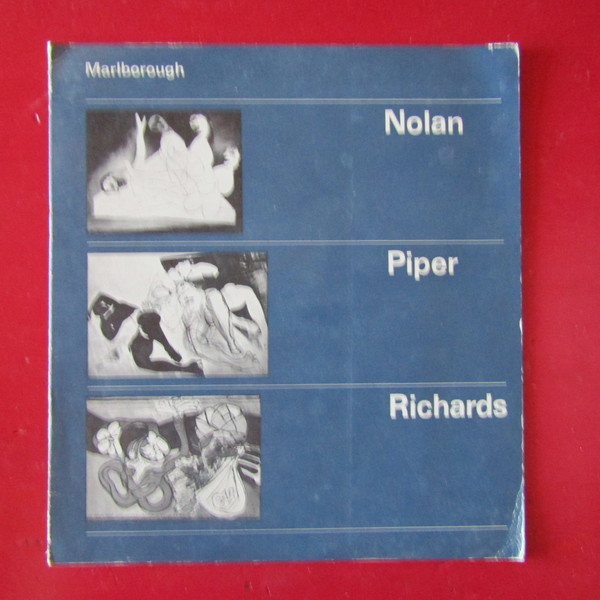 Marlborough
Nolan
Piper
Richards